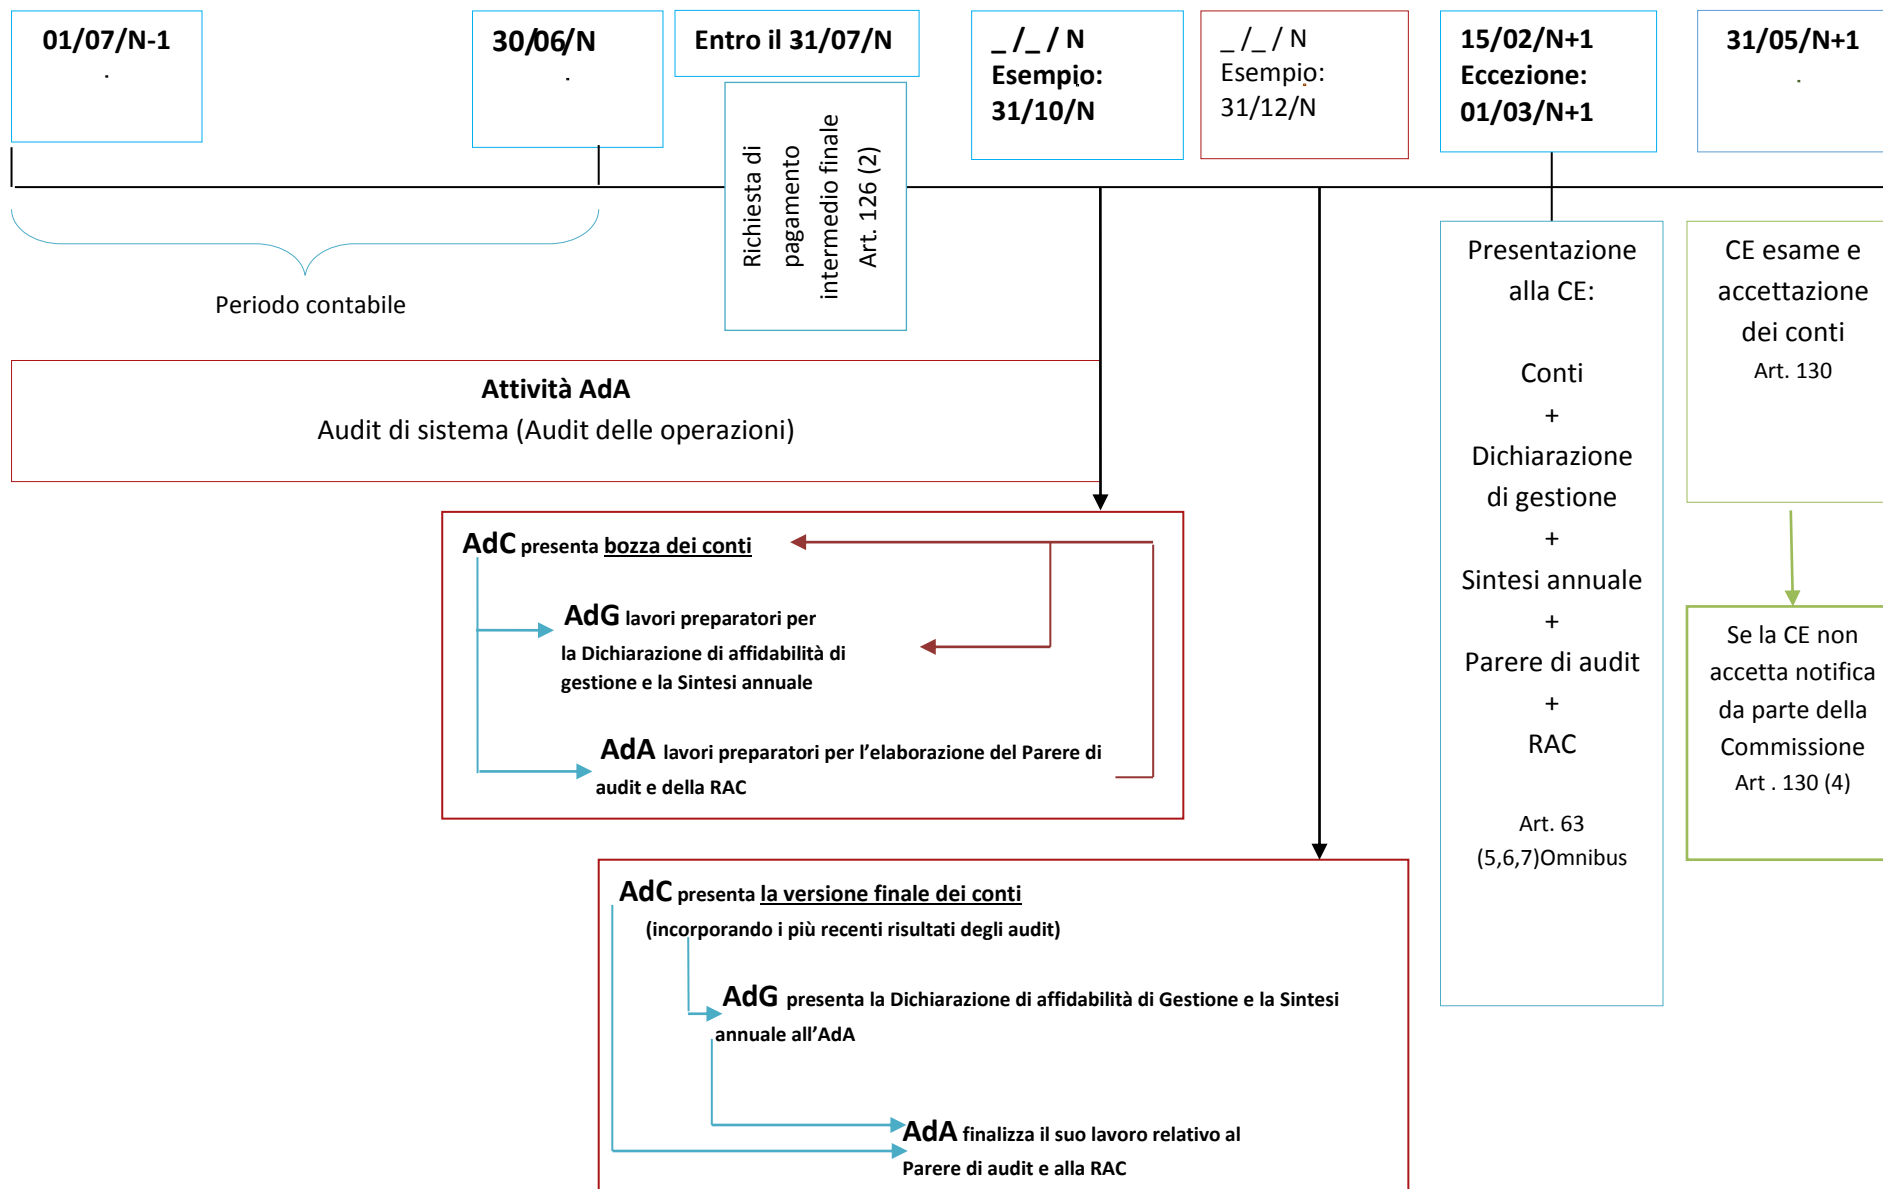 01/07/N-1
.
30/06/N
.
Entro il 31/07/N
_ /_ / N
Esempio:
31/10/N
_ /_ / N
Esempio:
31/12/N
15/02/N+1
Eccezione:
01/03/N+1
31/05/N+1
.
Richiesta di
pagamento
intermedio finale
Art. 126 (2)
Periodo contabile
Attività AdA
Audit di sistema (Audit delle operazioni)
AdC presenta bozza dei conti
AdG lavori preparatori per
la Dichiarazione di affidabilità di
gestione e la Sintesi annuale
AdA lavori preparatori per l’elaborazione del Parere di
audit e della RAC
AdC presenta la versione finale dei conti
(incorporando i più recenti risultati degli audit)
AdG presenta la Dichiarazione di affidabilità di Gestione e la Sintesi
annuale all’AdA
AdA finalizza il suo lavoro relativo al
Parere di audit e alla RAC
Presentazione
alla CE:
Conti
+
Dichiarazione
di gestione
+
Sintesi annuale
+
Parere di audit
+
RAC
Art. 63
(5,6,7)Omnibus
CE esame e
accettazione
dei conti
Art. 130
Se la CE non
accetta notifica
da parte della
Commissione
Art . 130 (4)